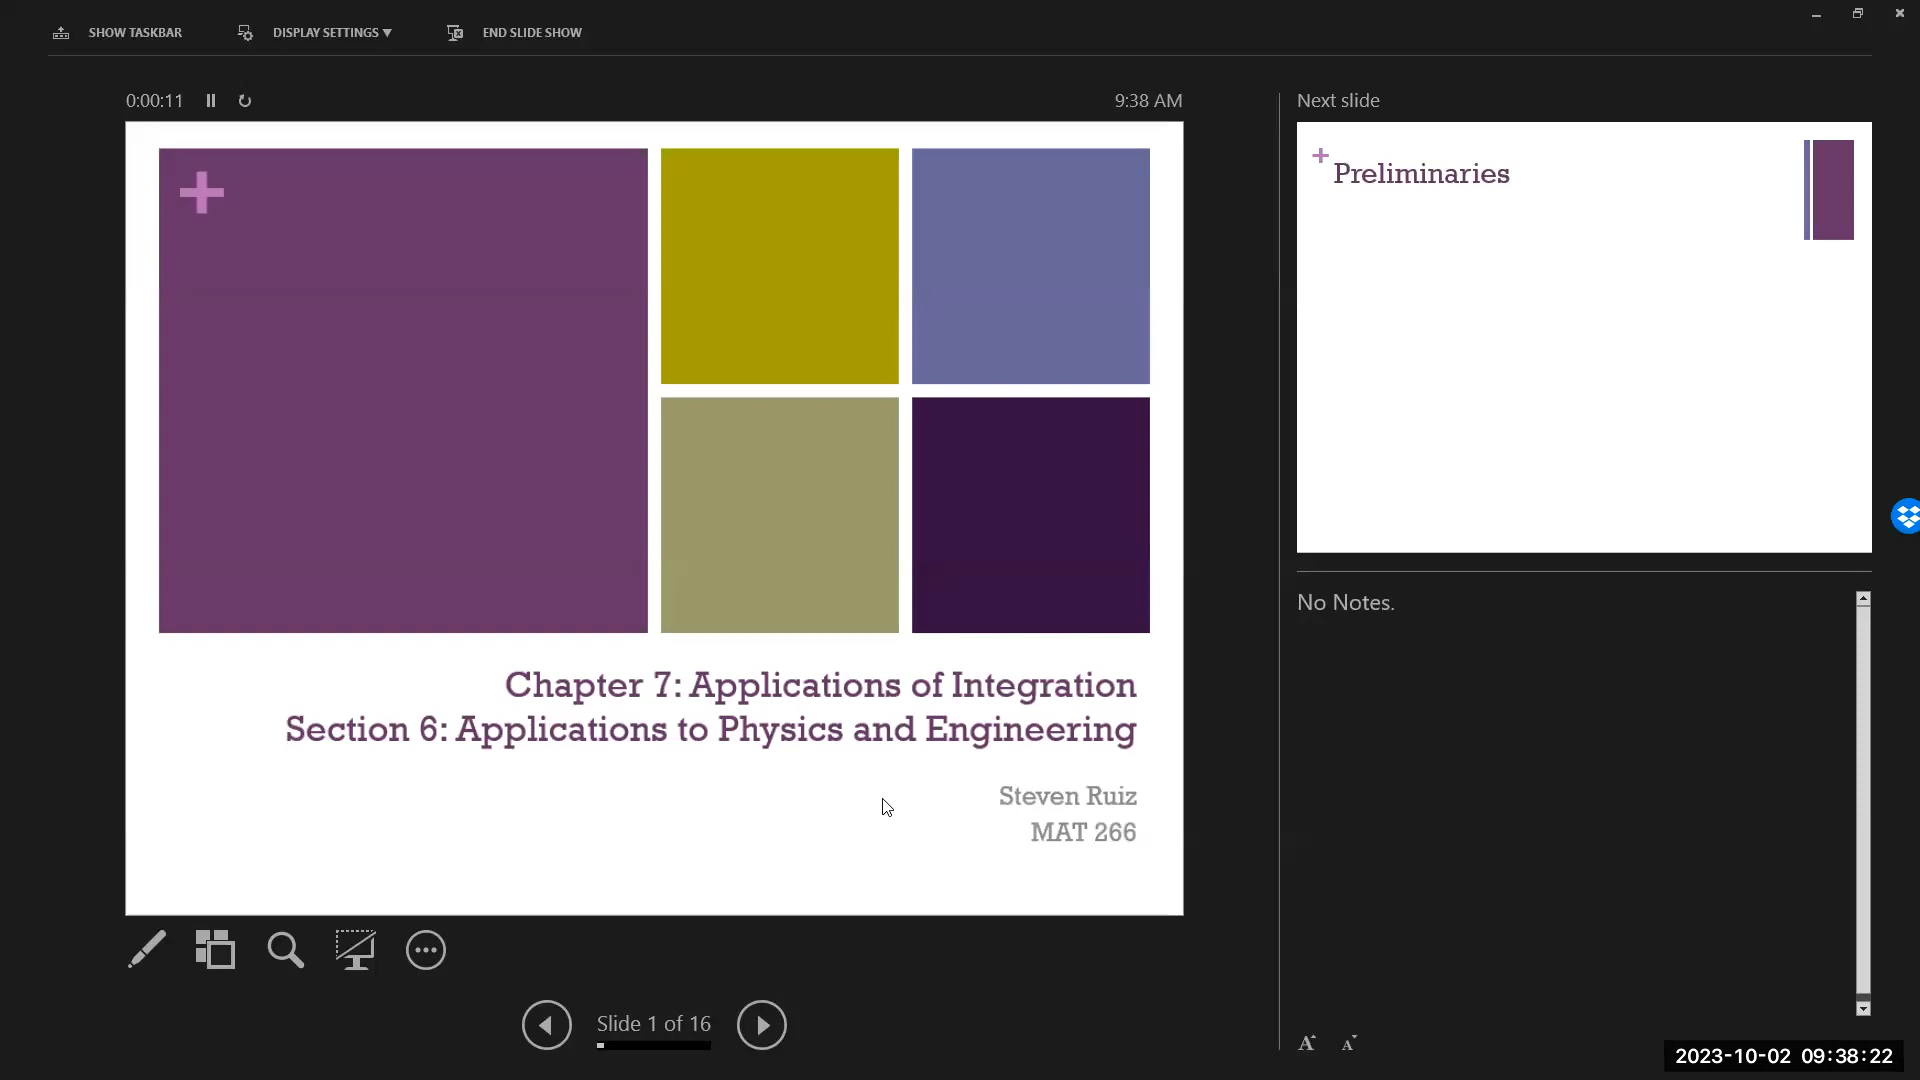 SHOW TASKBAR
DISPLAY SETTINGS ▼
END SLIDE SHOW
0:00:11
9:38 AM
Next slide
+
Preliminaries
+
Chapter 7: Applications of Integration
Section 6: Applications to Physics and Engineering
Steven Ruiz
MAT 266
No Notes.
Slide 1 of 16
A
A
2023-10-02 09:38:22